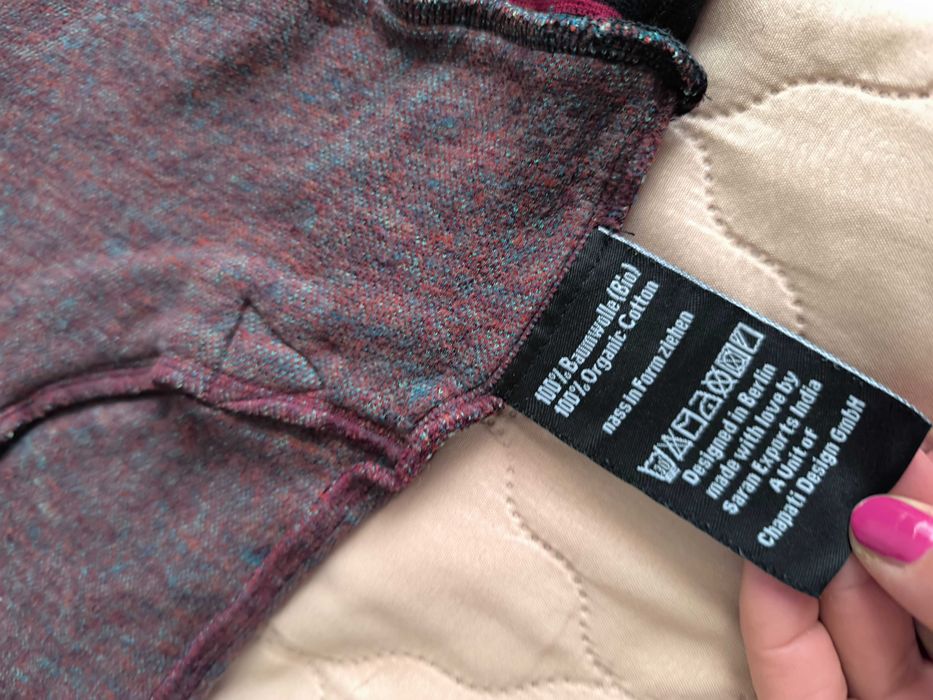 100% Baumwolle (Bio)
100% Organic Cotton
nass in Form ziehen
Designed in Berlin
made with love by
Saran Exports India
A Unit of
Chapati Design GmbH